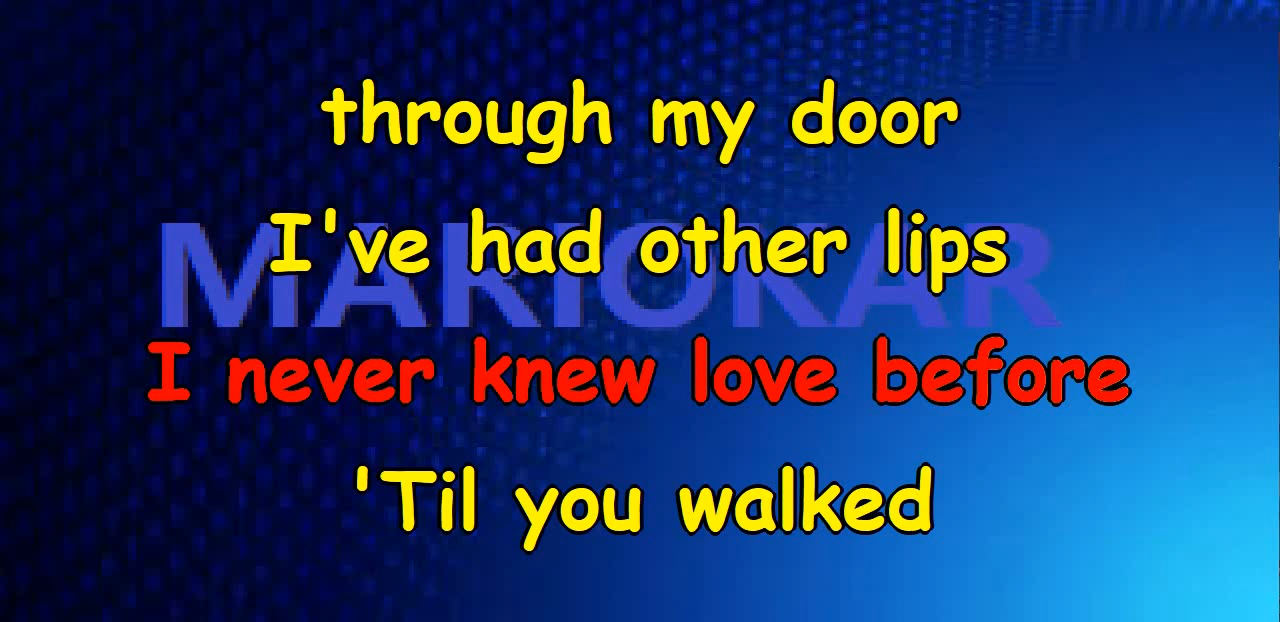 through my door
I've had other lips
MARIOKAR
I never knew love before
'Til you walked